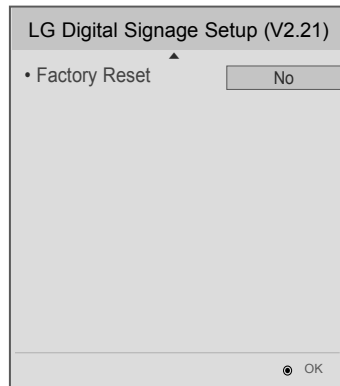 LG Digital Signage Setup (V2.21)
• Factory Reset No
OK